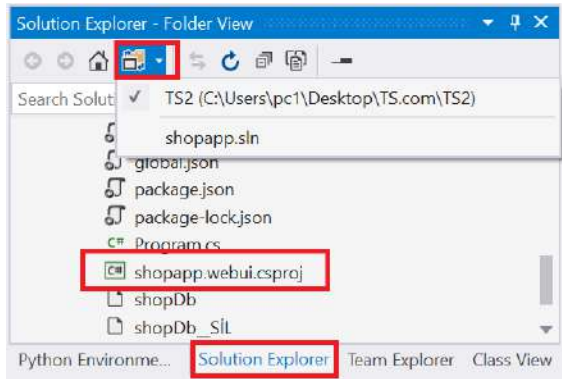 Solution Explorer - Folder View
Search Solut
TS2 (C:\Users\pc1\Desktop\TS.com\TS2)
shopapp.sln
global.json
package.json
package-lock.json
C# Program.cs
C# shopapp.webui.csproj
shopDb
shopDb_SİL
Python Environme... Solution Explorer Team Explorer Class View